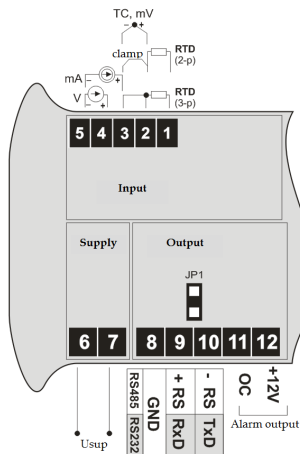 TC, mV
− +
clamp
RTD
(2-p)
mA
− +
V
− +
RTD
(3-p)
5 4 3 2 1
Input
Supply
Output
JP1
6 7 8 9 10 11 12
RS485 RS232
GND
+ RS RxD
- RS TxD
OC
+12V
Usup
Alarm output